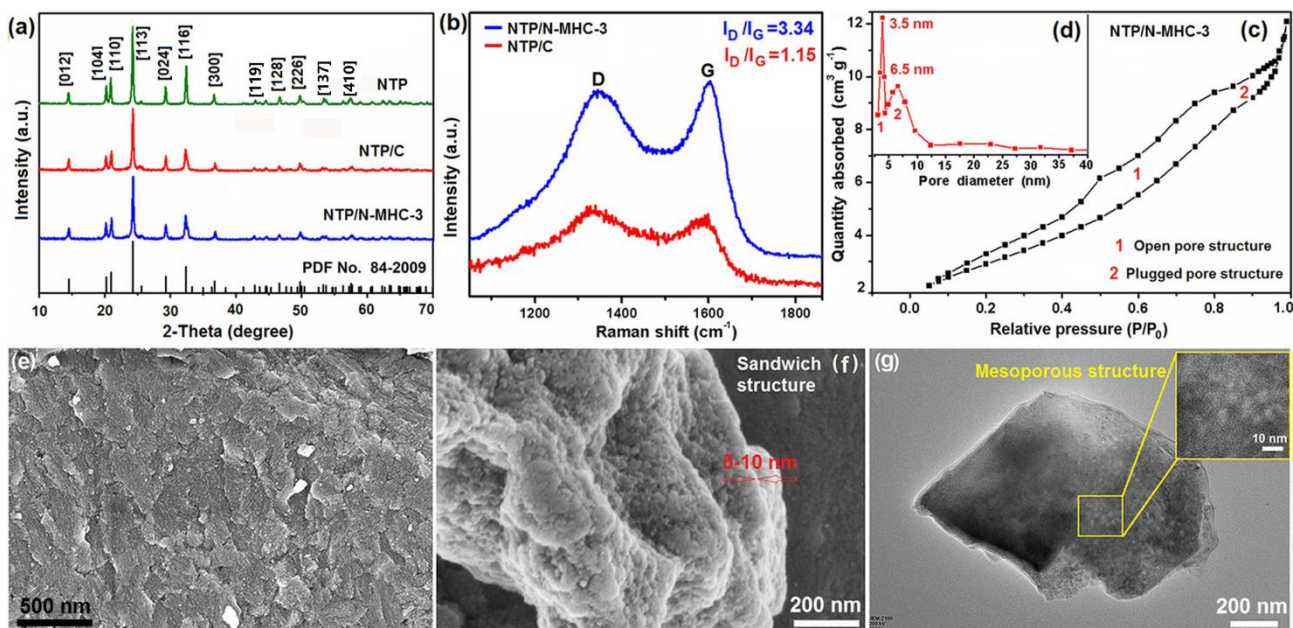 (a)
[012]
[104]
[110]
[113]
[024]
[116]
[300]
[119]
[128]
[226]
[137]
[410]
NTP
NTP/C
NTP/N-MHC-3
PDF No. 84-2009
Intensity (a.u.)
10 20 30 40 50 60 70
2-Theta (degree)
(b)
NTP/N-MHC-3
NTP/C
I_D/I_G=3.34
I_D/I_G=1.15
D
G
Intensity (a.u.)
1200 1400 1600 1800
Raman shift (cm⁻¹)
(d)
3.5 nm
6.5 nm
1
2
5 10 15 20 25 30 35 40
Pore diameter (nm)
NTP/N-MHC-3
(c)
2
1
1 Open pore structure
2 Plugged pore structure
Quantity absorbed (cm³ g⁻¹)
12
10
8
6
4
2
0.0 0.2 0.4 0.6 0.8 1.0
Relative pressure (P/P₀)
(e)
500 nm
Sandwich
structure
(f)
5-10 nm
200 nm
(g)
Mesoporous structure
10 nm
200 nm